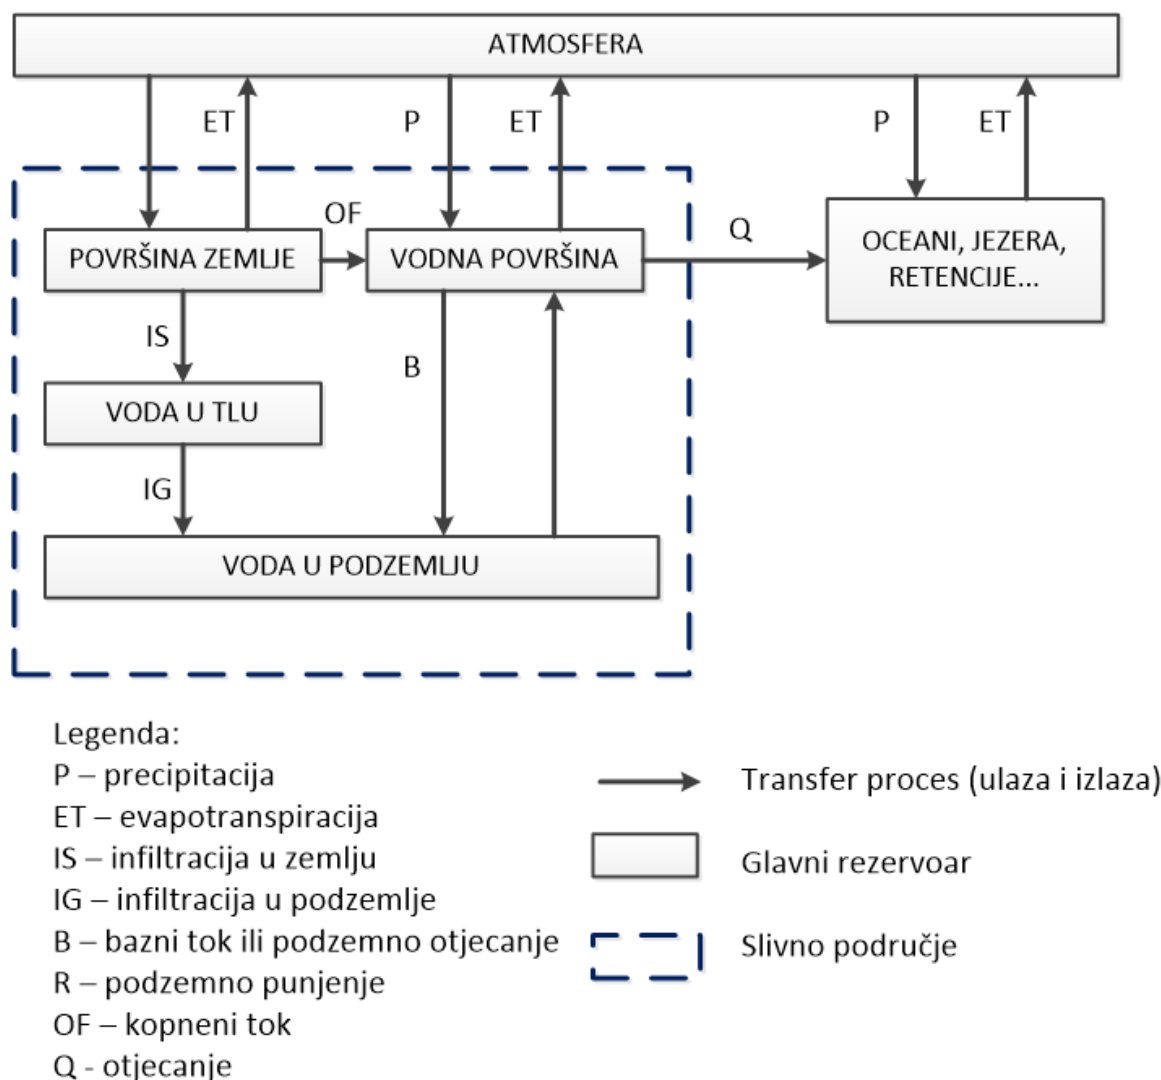 ATMOSFERA
ET
P
ET
P
ET
OF
Q
POVRŠINA ZEMLJE
VODNA POVRŠINA
OCEANI, JEZERA,
RETENCIJE...
IS
B
VODA U TLU
IG
VODA U PODZEMLJU
Legenda:
P – precipitacija
ET – evapotranspiracija
IS – infiltracija u zemlju
IG – infiltracija u podzemlje
B – bazni tok ili podzemno otjecanje
R – podzemno punjenje
OF – kopneni tok
Q - otjecanje
Transfer proces (ulaza i izlaza)
Glavni rezervoar
Slivno područje